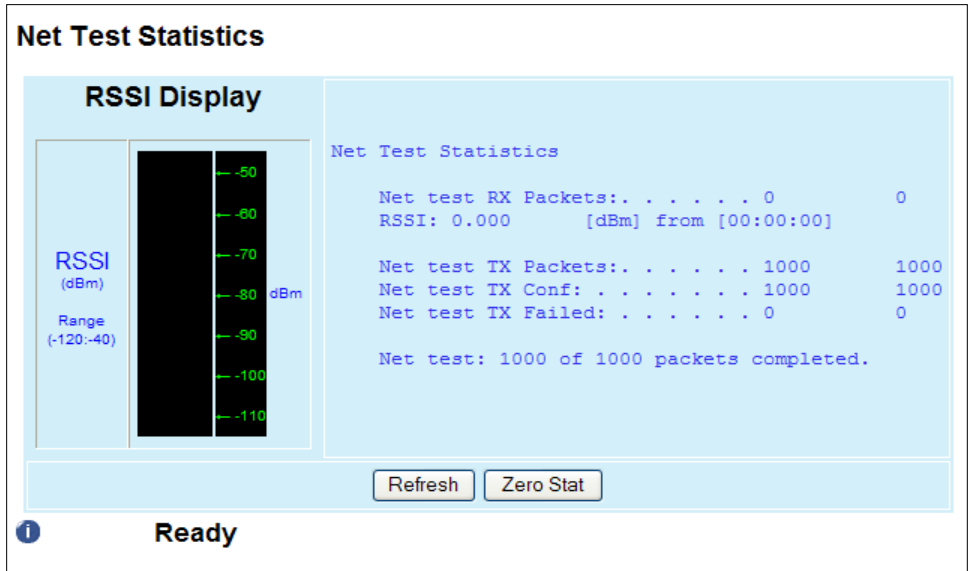 Net Test Statistics
RSSI Display
RSSI
(dBm)
Range
(-120:-40)
-50
-60
-70
-80
-90
-100
-110
dBm
Net Test Statistics
Net test RX Packets:. . . . . . 0 0
RSSI: 0.000 [dBm] from [00:00:00]
Net test TX Packets:. . . . . . 1000 1000
Net test TX Conf: . . . . . . . 1000 1000
Net test TX Failed: . . . . . . 0 0
Net test: 1000 of 1000 packets completed.
Refresh Zero Stat
i Ready